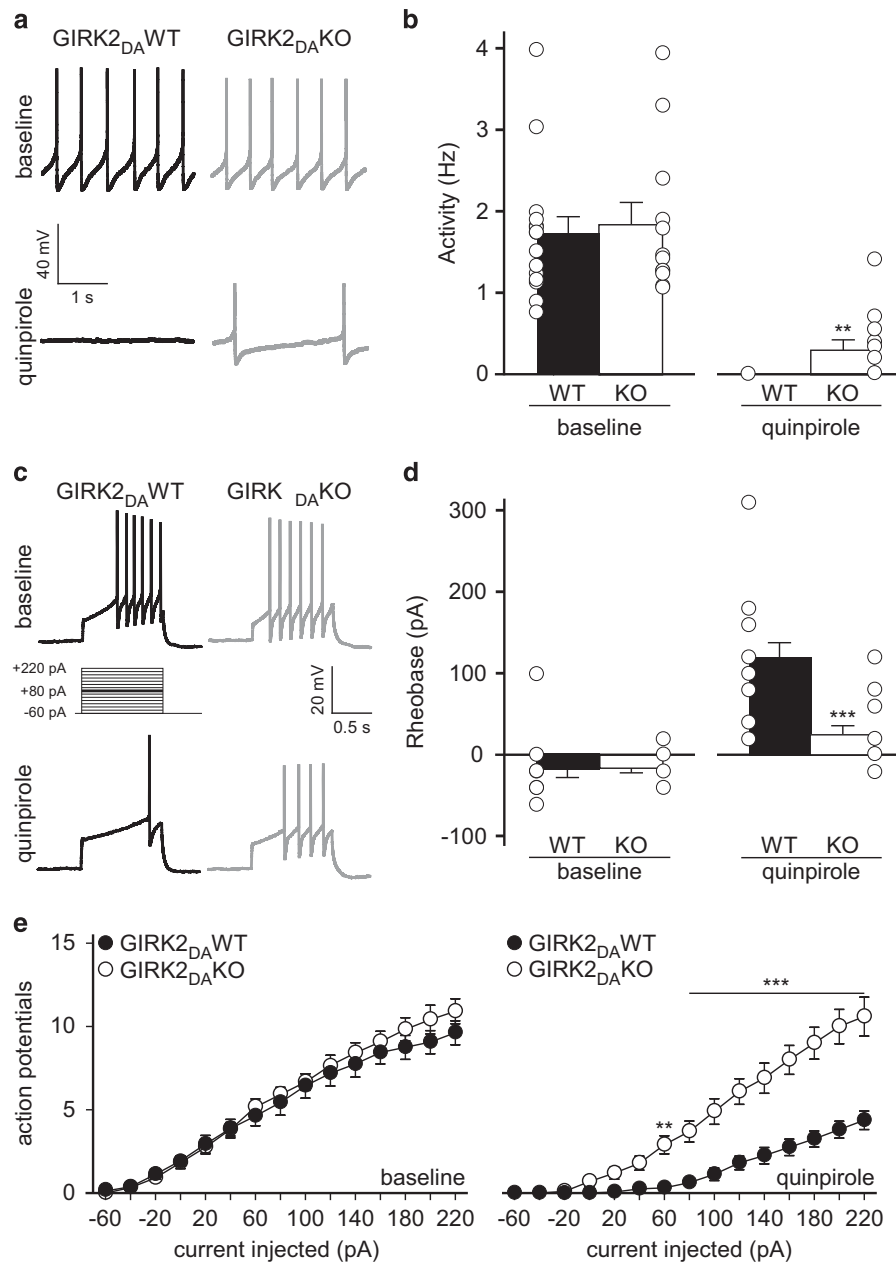 a
GIRK2DAWT GIRK2DAKO
baseline
40 mV
1 s
quinpirole
b
Activity (Hz)
4
3
2
1
0
**
WT KO WT KO
baseline quinpirole
c
GIRK2DAWT GIRK DAKO
baseline
+220 pA
+80 pA
-60 pA
20 mV
0.5 s
quinpirole
d
Rheobase (pA)
300
200
100
0
-100
***
WT KO WT KO
baseline quinpirole
e
action potentials
15
10
5
0
GIRK2DAWT
GIRK2DAKO
baseline
-60 -20 20 60 100 140 180 220
current injected (pA)
GIRK2DAWT
GIRK2DAKO
***
**
quinpirole
-60 -20 20 60 100 140 180 220
current injected (pA)